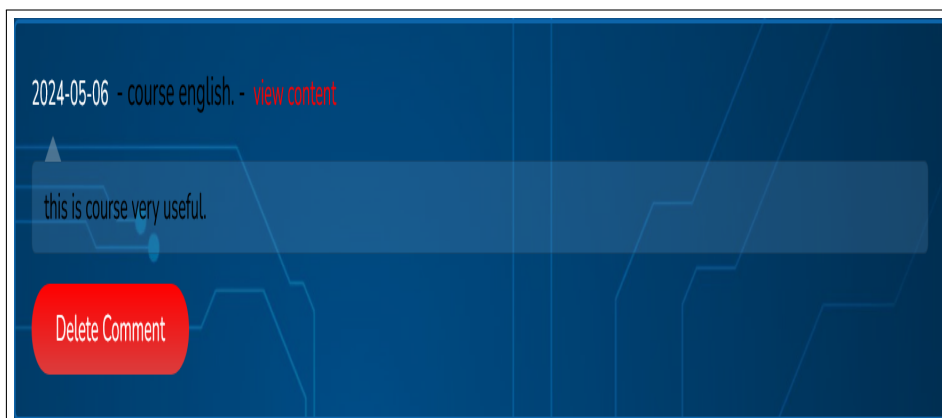 2024-05-06 - course english. - view content
this is course very useful.
Delete Comment